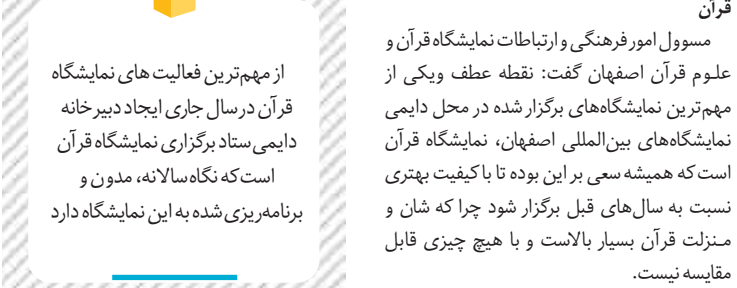 قرآن
مسوول امور فرهنگی و ارتباطات نمایشگاه قرآن و
علوم قرآن اصفهان گفت: نقطه عطف ویکی از
مهم‌ترین نمایشگاه‌های برگزار شده در محل دایمی
نمایشگاه‌های بین‌المللی اصفهان، نمایشگاه قرآن
است که همیشه سعی بر این بوده تا با کیفیت بهتری
نسبت به سال‌های قبل برگزار شود چرا که شان و
مـنزلت قرآن بسیار بالاست و با هیچ چیزی قابل
مقایسه نیست.
از مهم‌ترین فعالیت های نمایشگاه
قرآن درسال جاری ایجاد دبیرخانه
دایمی ستاد برگزاری نمایشگاه قرآن
است که نگاه سالانه، مدون و
برنامه‌ریزی شده به این نمایشگاه دارد